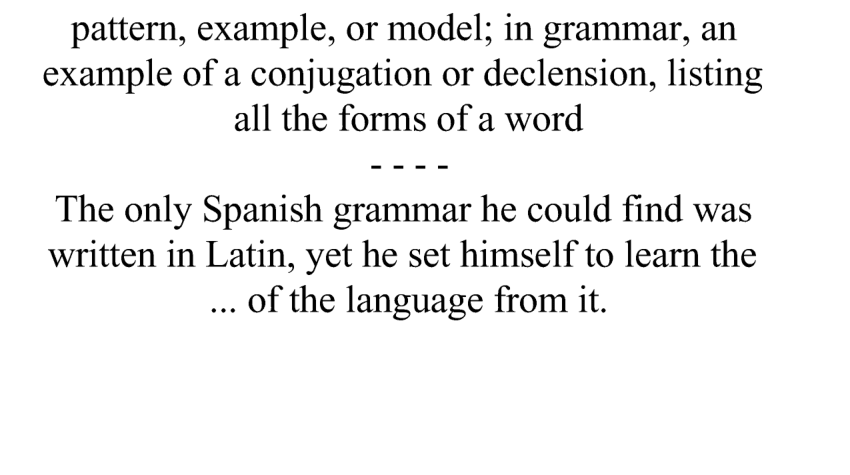 pattern, example, or model; in grammar, an
example of a conjugation or declension, listing
all the forms of a word
- - - -
The only Spanish grammar he could find was
written in Latin, yet he set himself to learn the
... of the language from it.